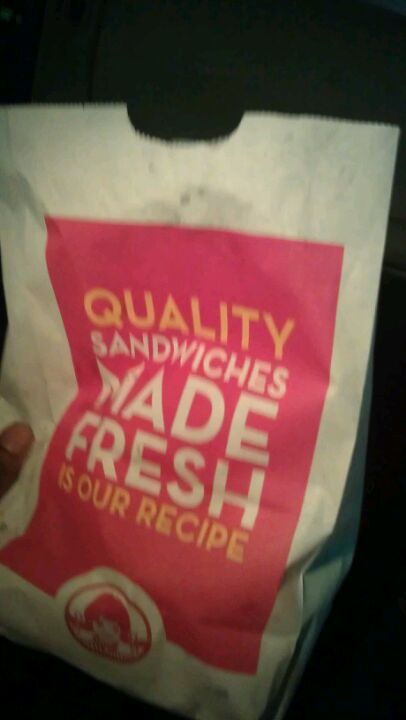 QUALITY
SANDWICHES
MADE
FRESH
IS OUR RECIPE